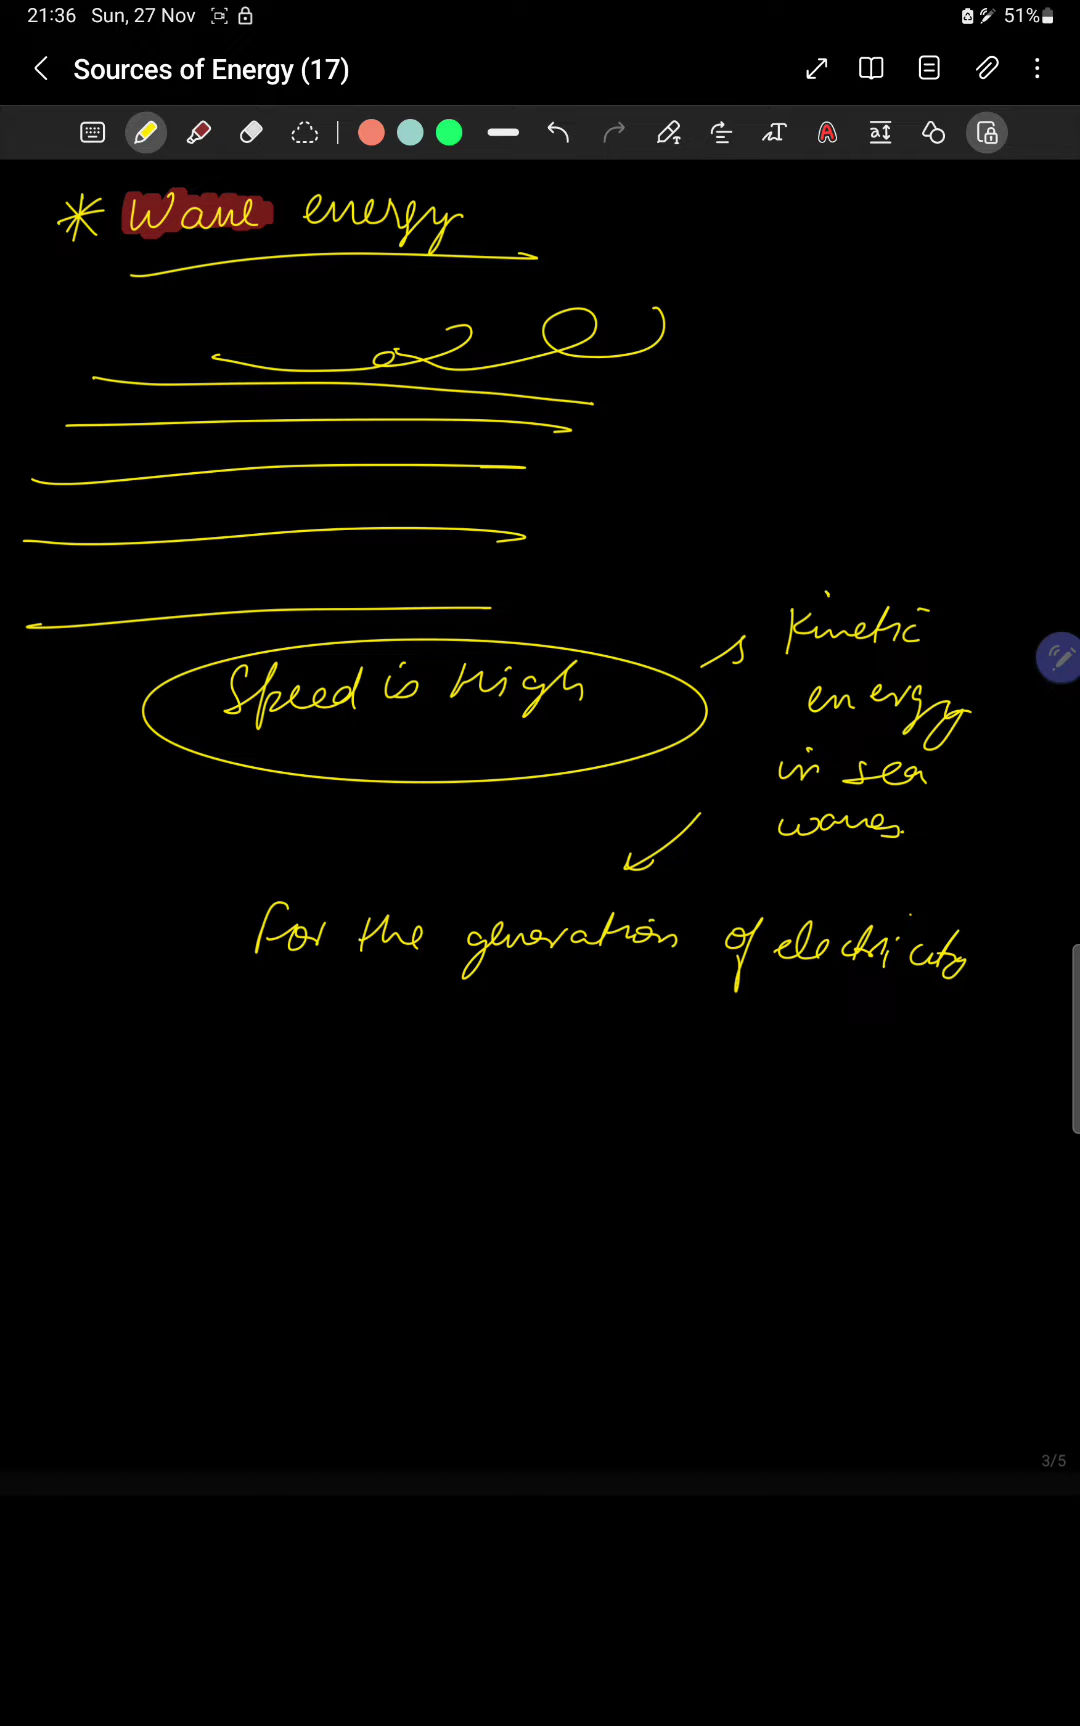 21:36 Sun, 27 Nov 51%
Sources of Energy (17)
* Wave energy
Speed is High
Kinetic
energy
in sea
waves.
For the generation of electricity
3/5